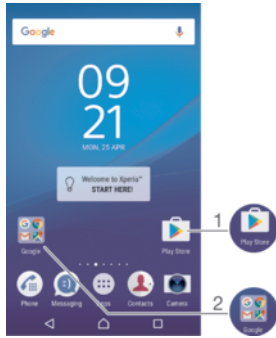 Google
09
21
MON, 25 APR
Welcome to Xperia™
START HERE!
Google
Play Store
1
Play Store
Phone
Messaging
Apps
Contacts
Camera
2
Google